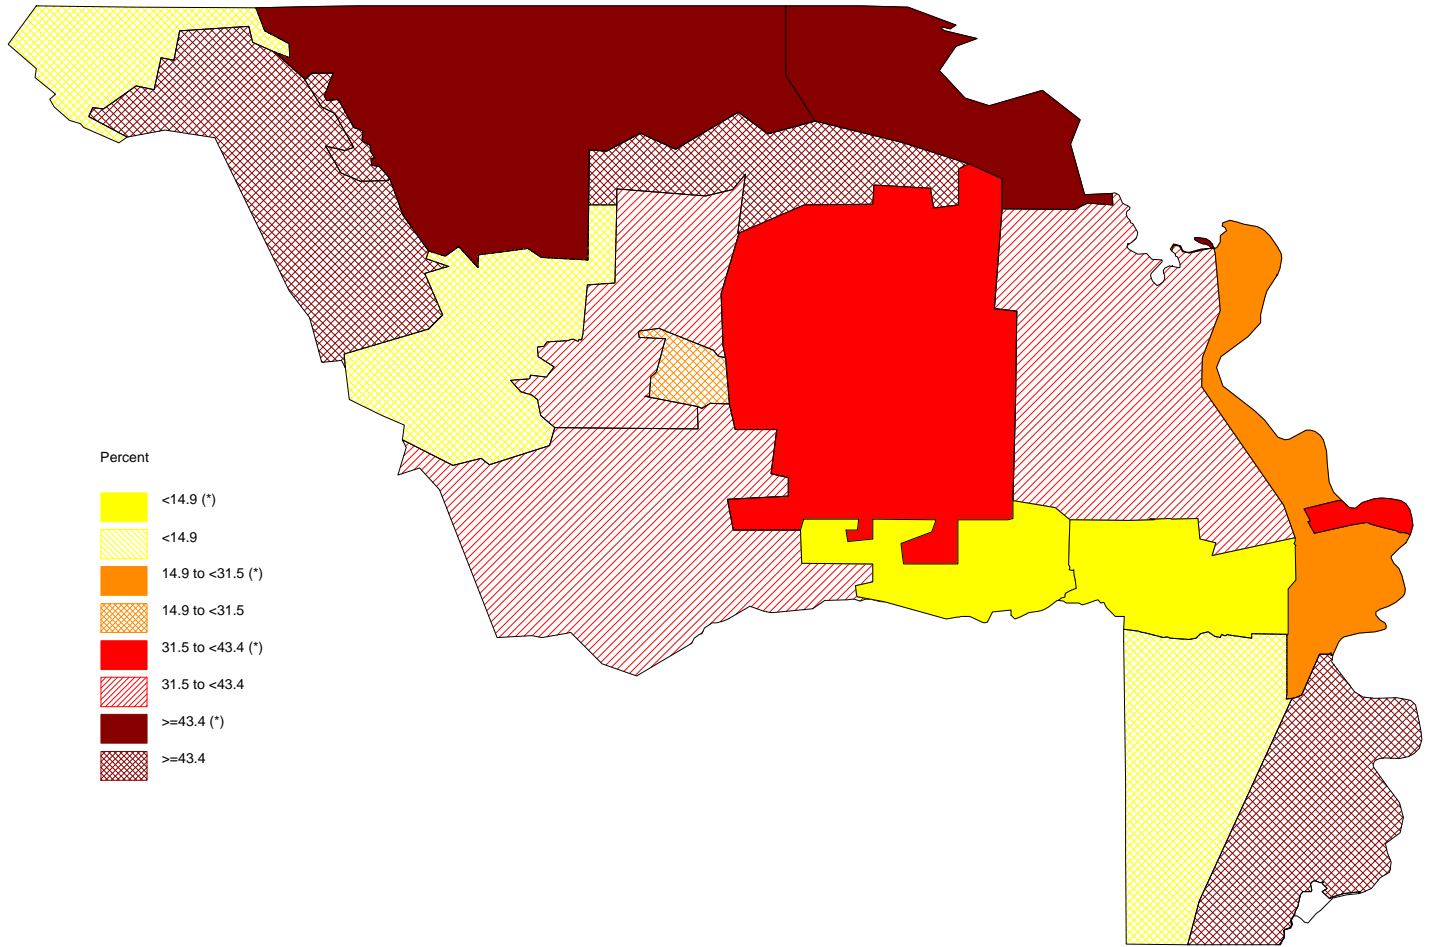 Percent
<14.9 (*)
<14.9
14.9 to <31.5 (*)
14.9 to <31.5
31.5 to <43.4 (*)
31.5 to <43.4
>=43.4 (*)
>=43.4